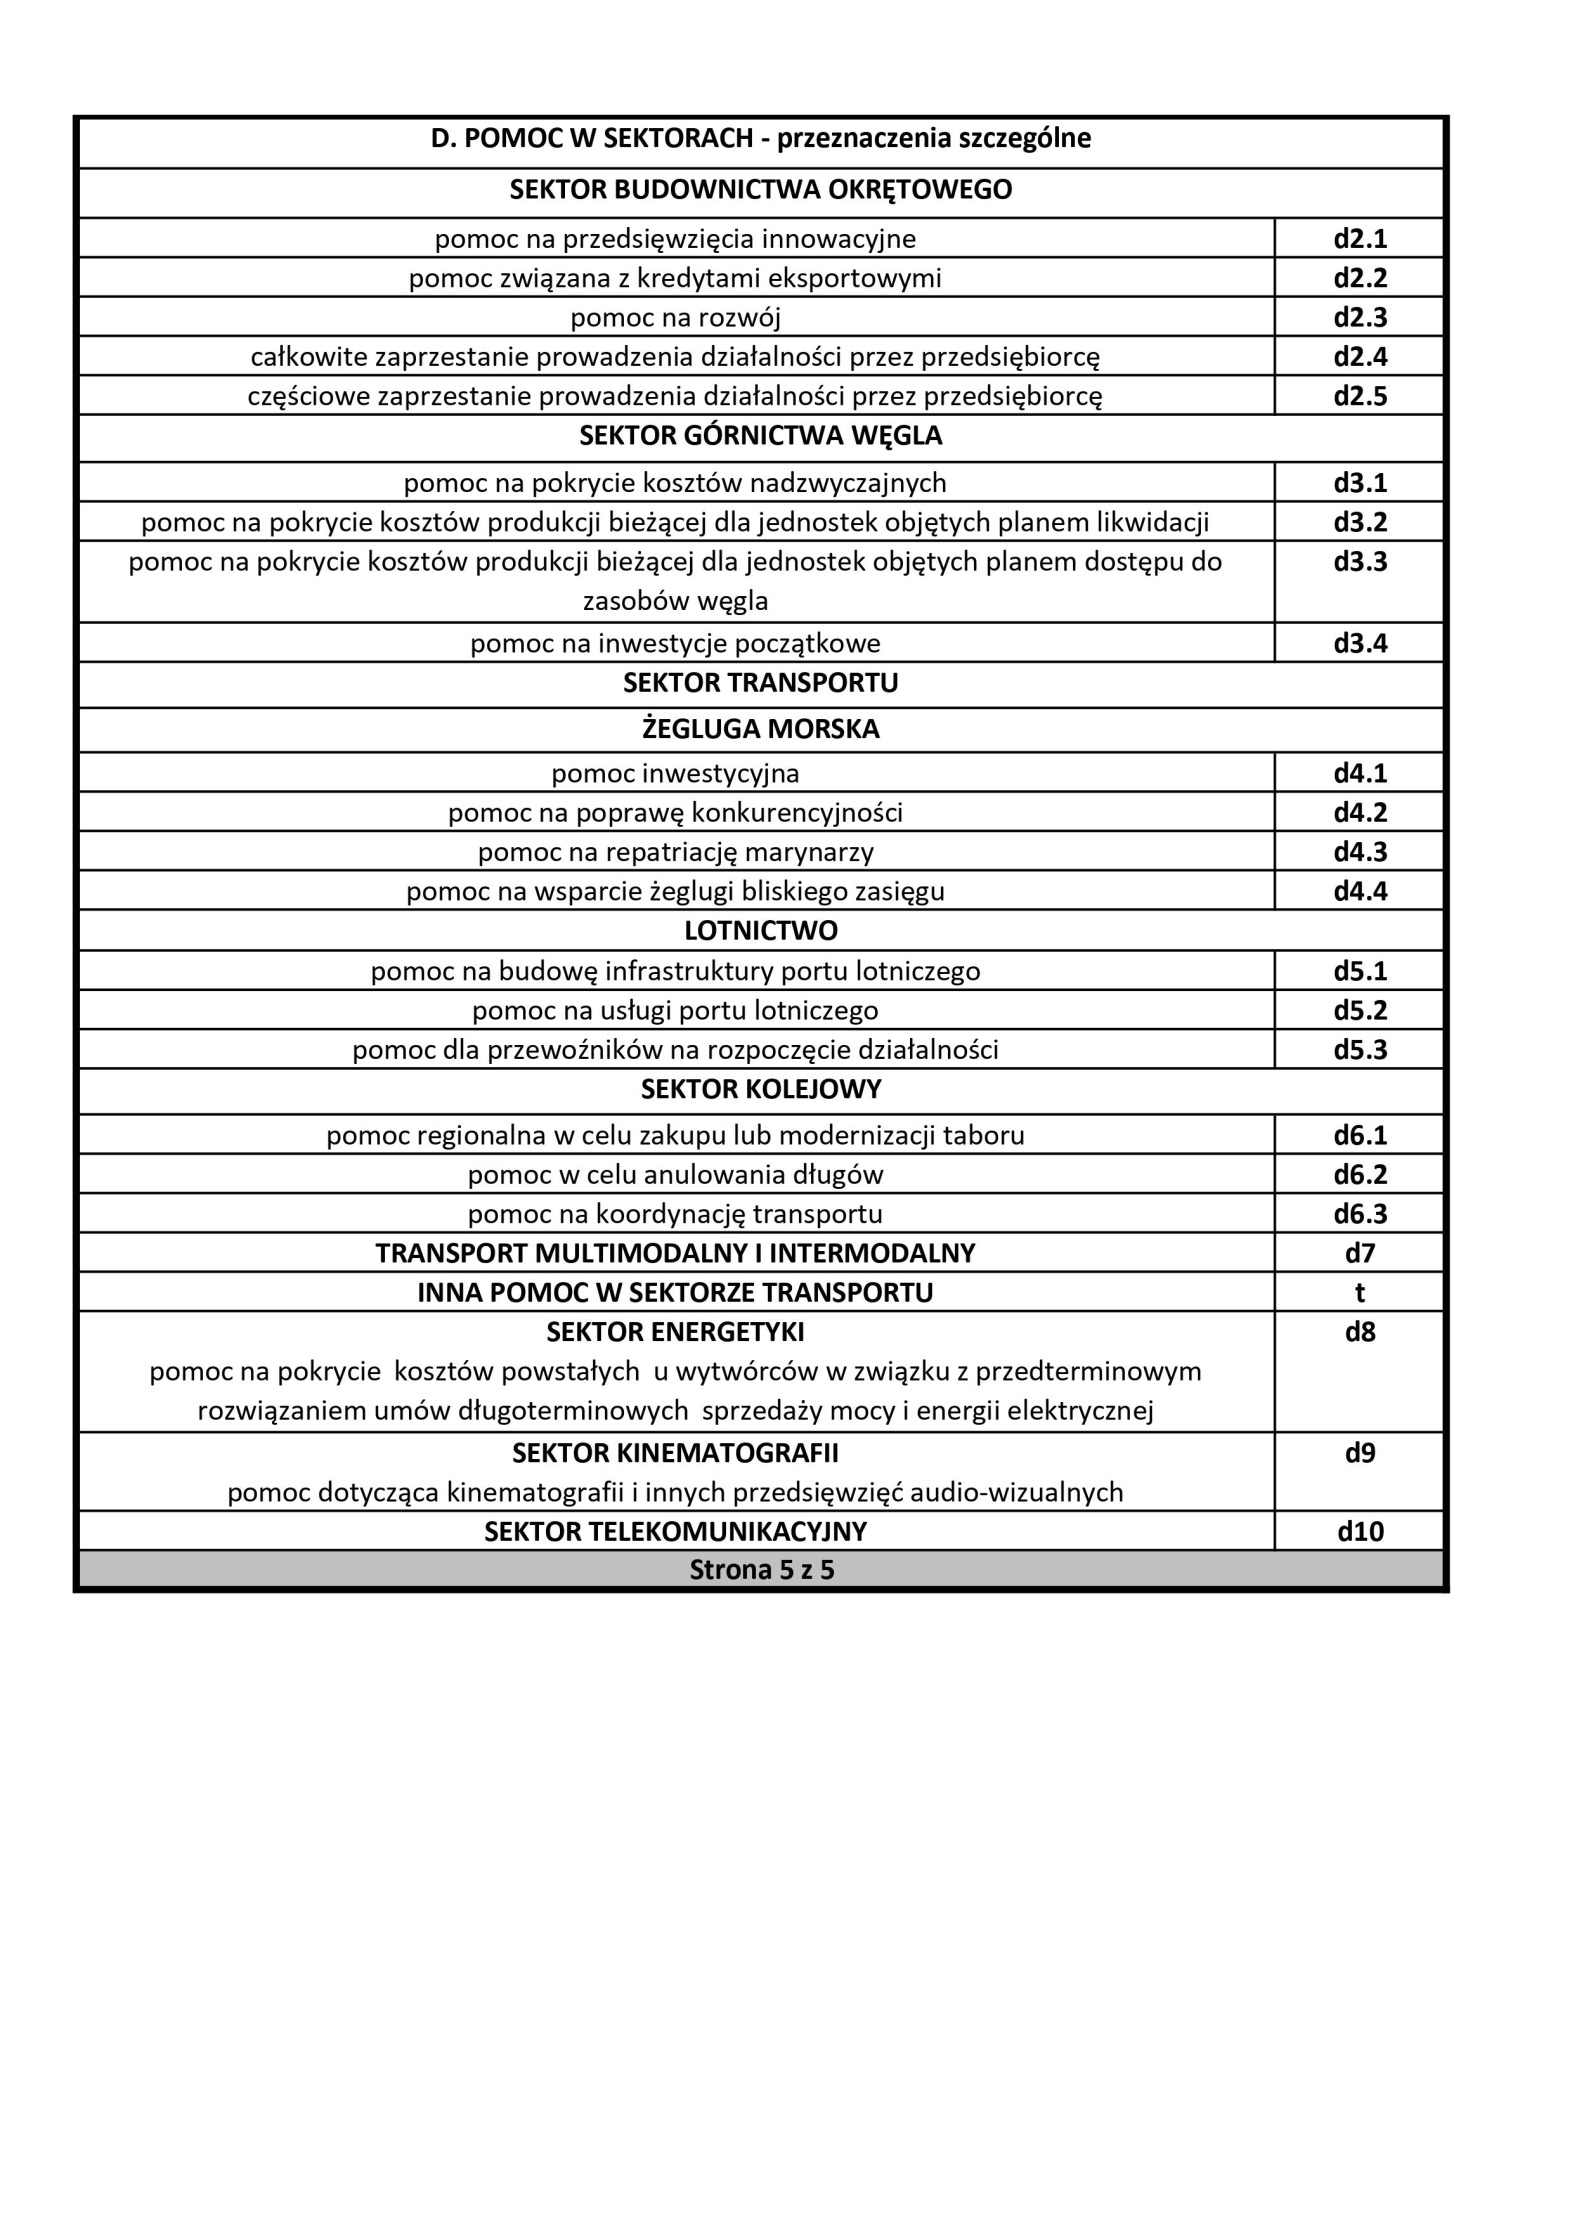 D. POMOC W SEKTORACH - przeznaczenia szczególne
SEKTOR BUDOWNICTWA OKRĘTOWEGO
pomoc na przedsięwzięcia innowacyjne d2.1
pomoc związana z kredytami eksportowymi d2.2
pomoc na rozwój d2.3
całkowite zaprzestanie prowadzenia działalności przez przedsiębiorcę d2.4
częściowe zaprzestanie prowadzenia działalności przez przedsiębiorcę d2.5
SEKTOR GÓRNICTWA WĘGLA
pomoc na pokrycie kosztów nadzwyczajnych d3.1
pomoc na pokrycie kosztów produkcji bieżącej dla jednostek objętych planem likwidacji d3.2
pomoc na pokrycie kosztów produkcji bieżącej dla jednostek objętych planem dostępu do d3.3
zasobów węgla
pomoc na inwestycje początkowe d3.4
SEKTOR TRANSPORTU
ŻEGLUGA MORSKA
pomoc inwestycyjna d4.1
pomoc na poprawę konkurencyjności d4.2
pomoc na repatriację marynarzy d4.3
pomoc na wsparcie żeglugi bliskiego zasięgu d4.4
LOTNICTWO
pomoc na budowę infrastruktury portu lotniczego d5.1
pomoc na usługi portu lotniczego d5.2
pomoc dla przewoźników na rozpoczęcie działalności d5.3
SEKTOR KOLEJOWY
pomoc regionalna w celu zakupu lub modernizacji taboru d6.1
pomoc w celu anulowania długów d6.2
pomoc na koordynację transportu d6.3
TRANSPORT MULTIMODALNY I INTERMODALNY d7
INNA POMOC W SEKTORZE TRANSPORTU t
SEKTOR ENERGETYKI d8
pomoc na pokrycie  kosztów powstałych  u wytwórców w związku z przedterminowym
rozwiązaniem umów długoterminowych  sprzedaży mocy i energii elektrycznej
SEKTOR KINEMATOGRAFII d9
pomoc dotycząca kinematografii i innych przedsięwzięć audio-wizualnych
SEKTOR TELEKOMUNIKACYJNY d10
Strona 5 z 5